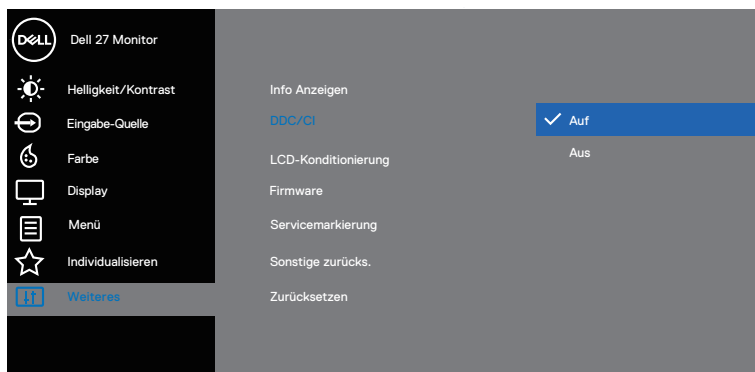 DELL
Dell 27 Monitor
Helligkeit/Kontrast
Eingabe-Quelle
Farbe
Display
Menü
Individualisieren
Weiteres
Info Anzeigen
DDC/CI
LCD-Konditionierung
Firmware
Servicemarkierung
Sonstige zurücks.
Zurücksetzen
Auf
Aus